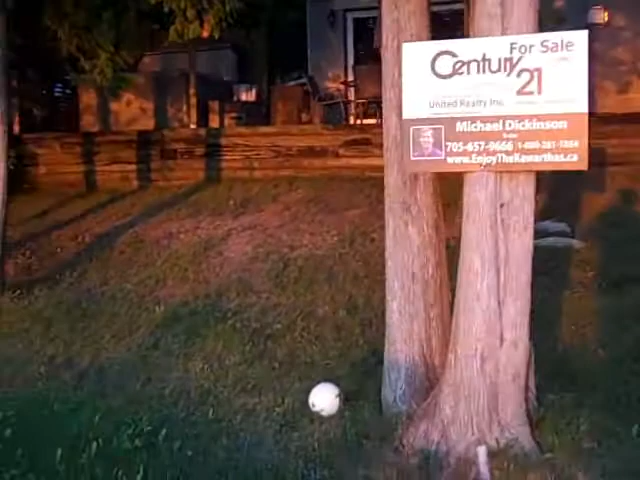 For Sale
Century 21
United Realty Inc.
Michael Dickinson
705-657-9666
www.EnjoyTheKawarthas.ca